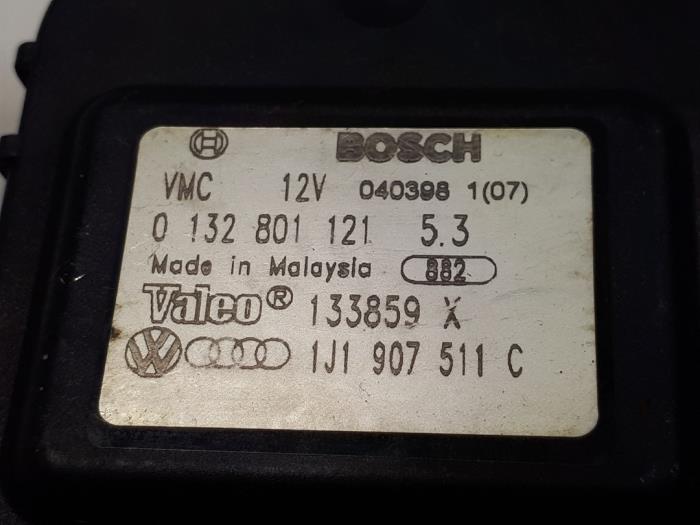 BOSCH
VMC 12V 040398 1(07)
0 132 801 121 5.3
Made in Malaysia 882
Valeo® 133859 X
VW 1J1 907 511 C